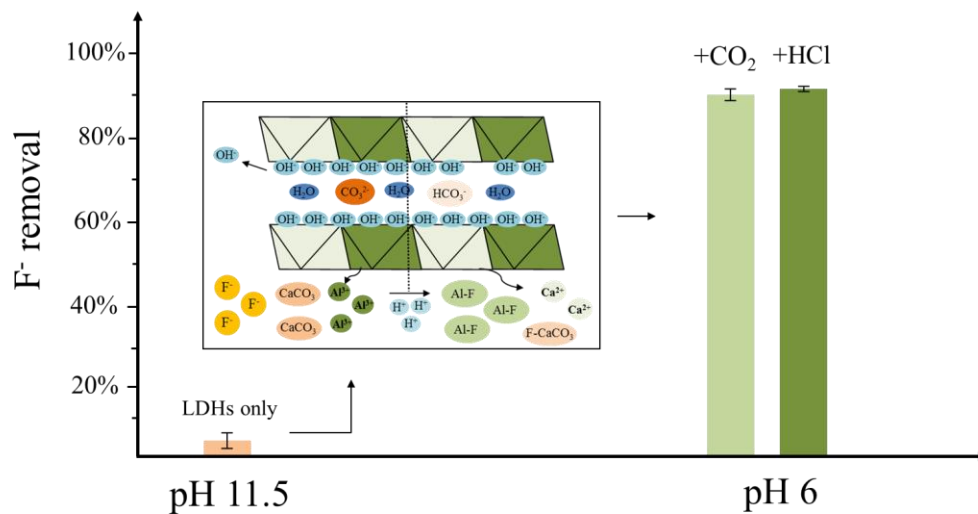 F⁻ removal
100%
80%
60%
40%
20%
+CO₂ +HCl
OH⁻
OH⁻ OH⁻ OH⁻ OH⁻ OH⁻ OH⁻ OH⁻ OH⁻ OH⁻
H₂O CO₃²⁻ H₂O HCO₃⁻ H₂O
OH⁻ OH⁻ OH⁻ OH⁻ OH⁻ OH⁻ OH⁻ OH⁻ OH⁻ OH⁻
F⁻ CaCO₃ Al³⁺ Al-F Ca²⁺
F⁻ Al³⁺ H⁺ H⁺ Al-F Ca²⁺
F⁻ CaCO₃ Al³⁺ H⁺ Al-F F-CaCO₃
LDHs only
pH 11.5 pH 6